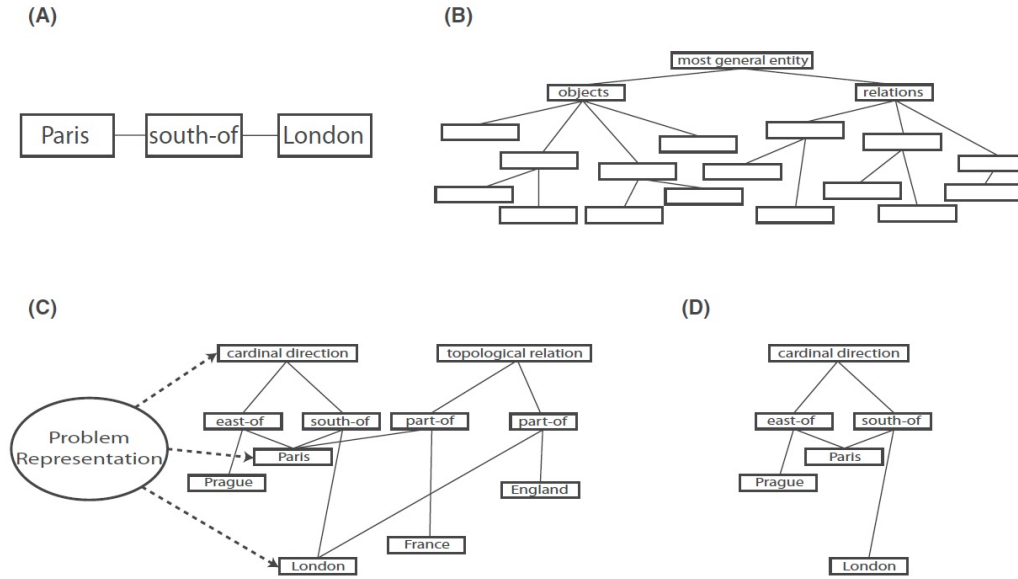 (A)
Paris south-of London
(B)
most general entity
objects relations
(C)
cardinal direction topological relation
east-of south-of part-of part-of
Problem
Representation
Paris
Prague
England
France
London
(D)
cardinal direction
east-of south-of
Paris
Prague
London